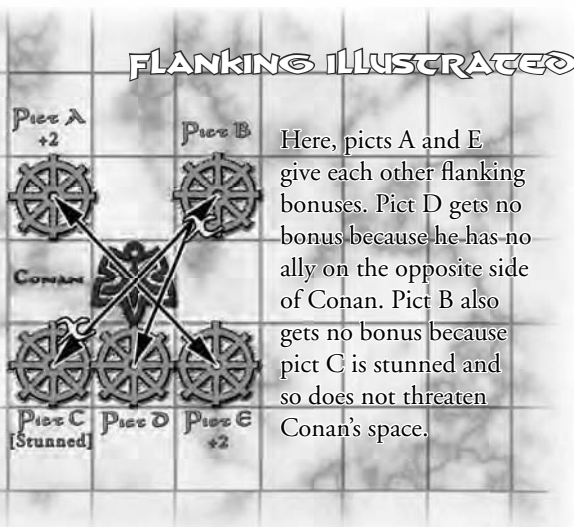 FLANKING ILLUSTRATED
Pict A
+2
Pict B
Conan
Pict C
[Stunned]
Pict D
Pict E
+2
Here, picts A and E
give each other flanking
bonuses. Pict D gets no
bonus because he has no
ally on the opposite side
of Conan. Pict B also
gets no bonus because
pict C is stunned and
so does not threaten
Conan's space.